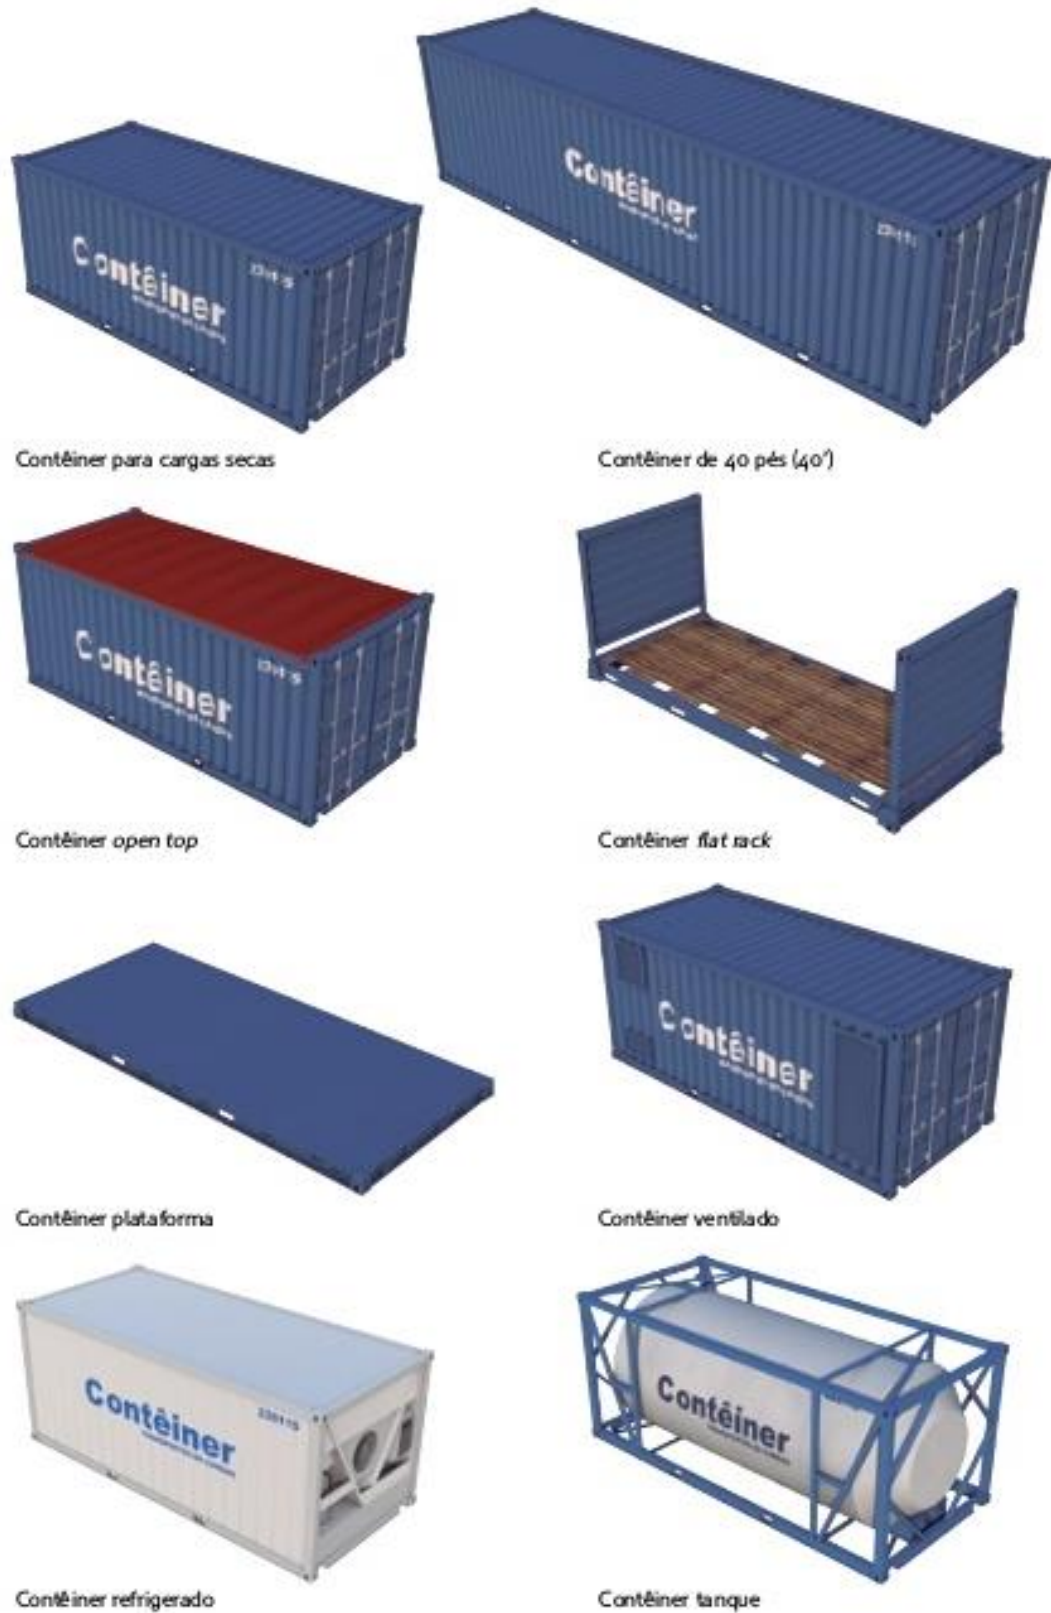 Contêiner
Contêiner
Contêiner para cargas secas
Contêiner de 40 pés (40')
Contêiner
Contêiner open top
Contêiner flat rack
Contêiner
Contêiner plataforma
Contêiner ventilado
Contêiner
Contêiner
Contêiner refrigerado
Contêiner tanque